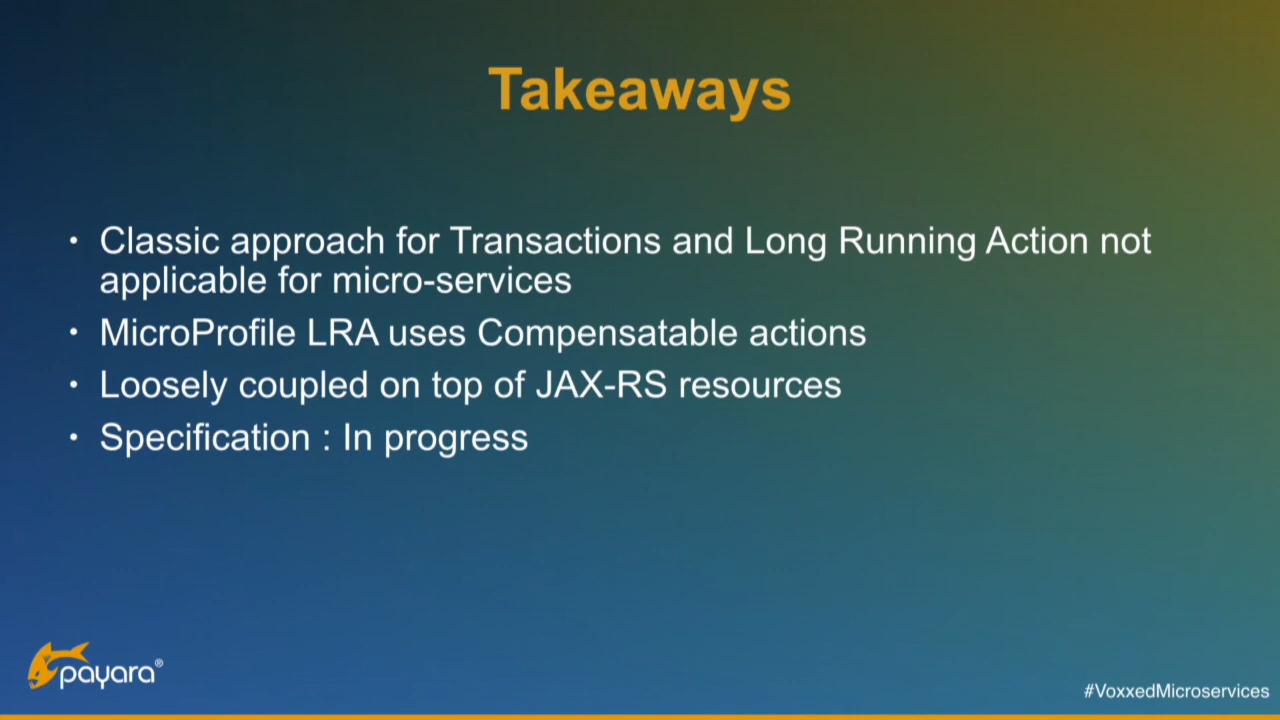 Takeaways
• Classic approach for Transactions and Long Running Action not
applicable for micro-services
• MicroProfile LRA uses Compensatable actions
• Loosely coupled on top of JAX-RS resources
• Specification : In progress
payara®
#VoxxedMicroservices